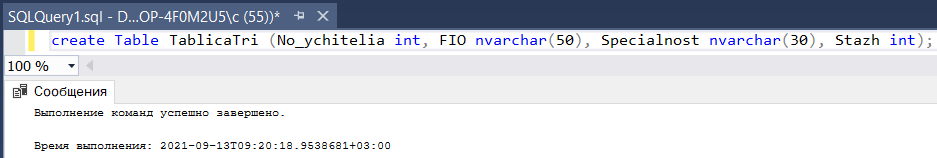 SQLQuery1.sql - D...OP-4F0M2U5\c (55))*
create Table TablicaTri (No_ychitelia int, FIO nvarchar(50), Specialnost nvarchar(30), Stazh int);
100 %
Сообщения
Выполнение команд успешно завершено.
Время выполнения: 2021-09-13T09:20:18.9538681+03:00